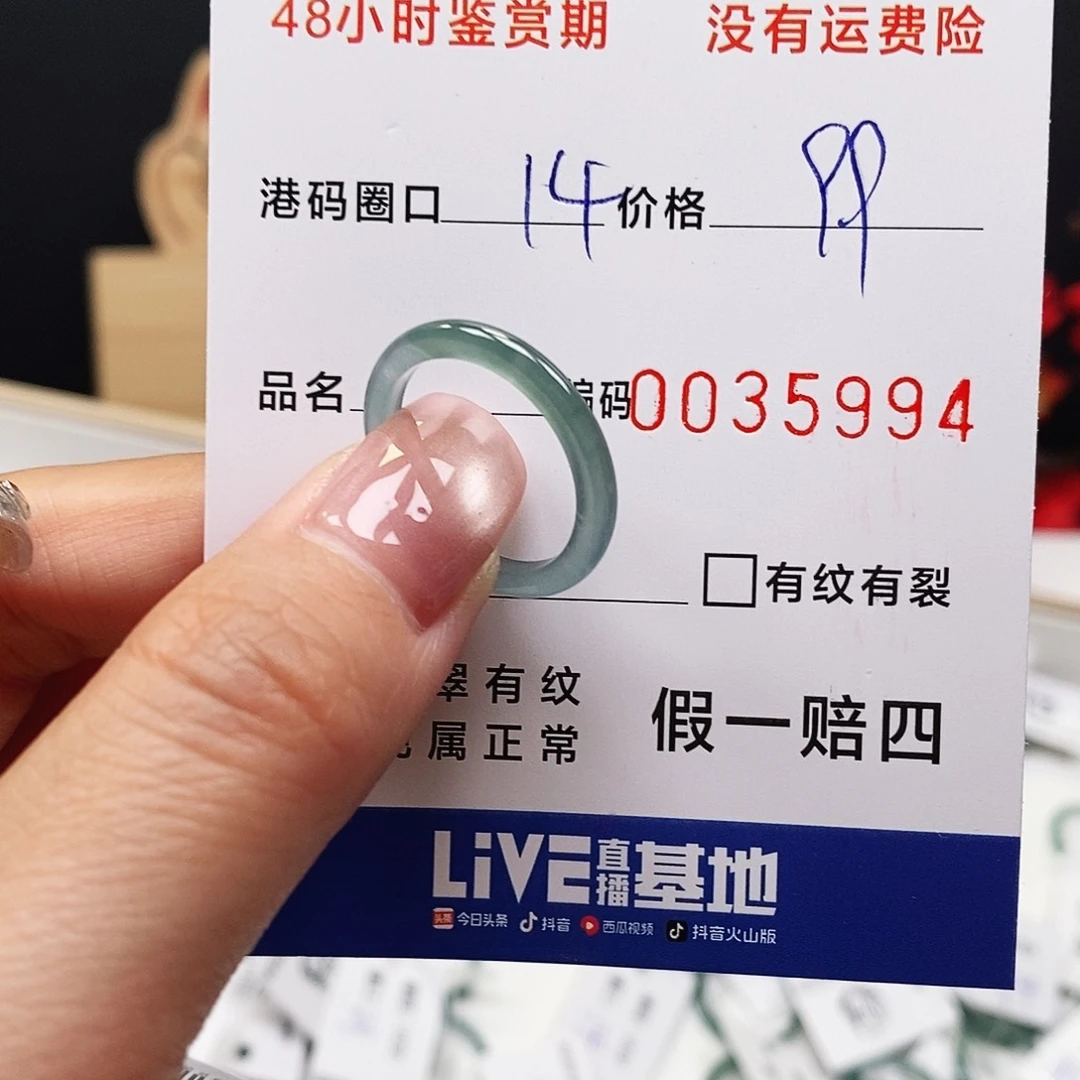 48小时鉴赏期 没有运费险
港码圈口 14 价格 99
品名 编码 0035994
有纹有裂
翠有纹
属正常
假一赔四
LiVE直播基地
头条 今日头条 抖音 西瓜视频 抖音火山版